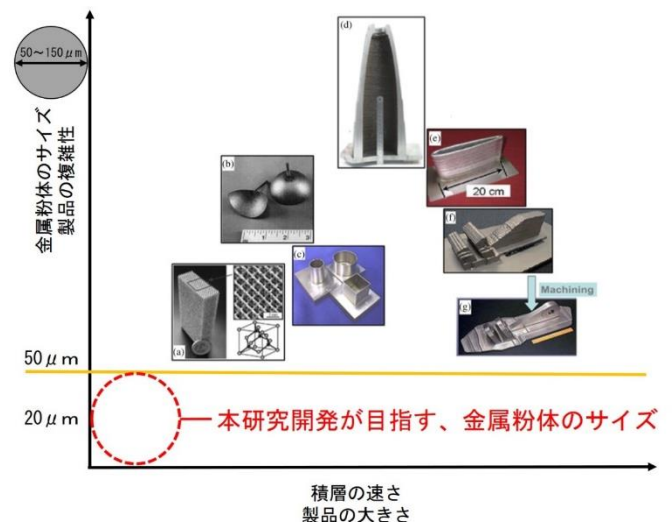 50～150μm
金属粉体のサイズ
製品の複雑性
(d)
(b)
(e)
20 cm
(c)
(f)
(a)
Machining
(g)
50μm
20μm
本研究開発が目指す、金属粉体のサイズ
積層の速さ
製品の大きさ